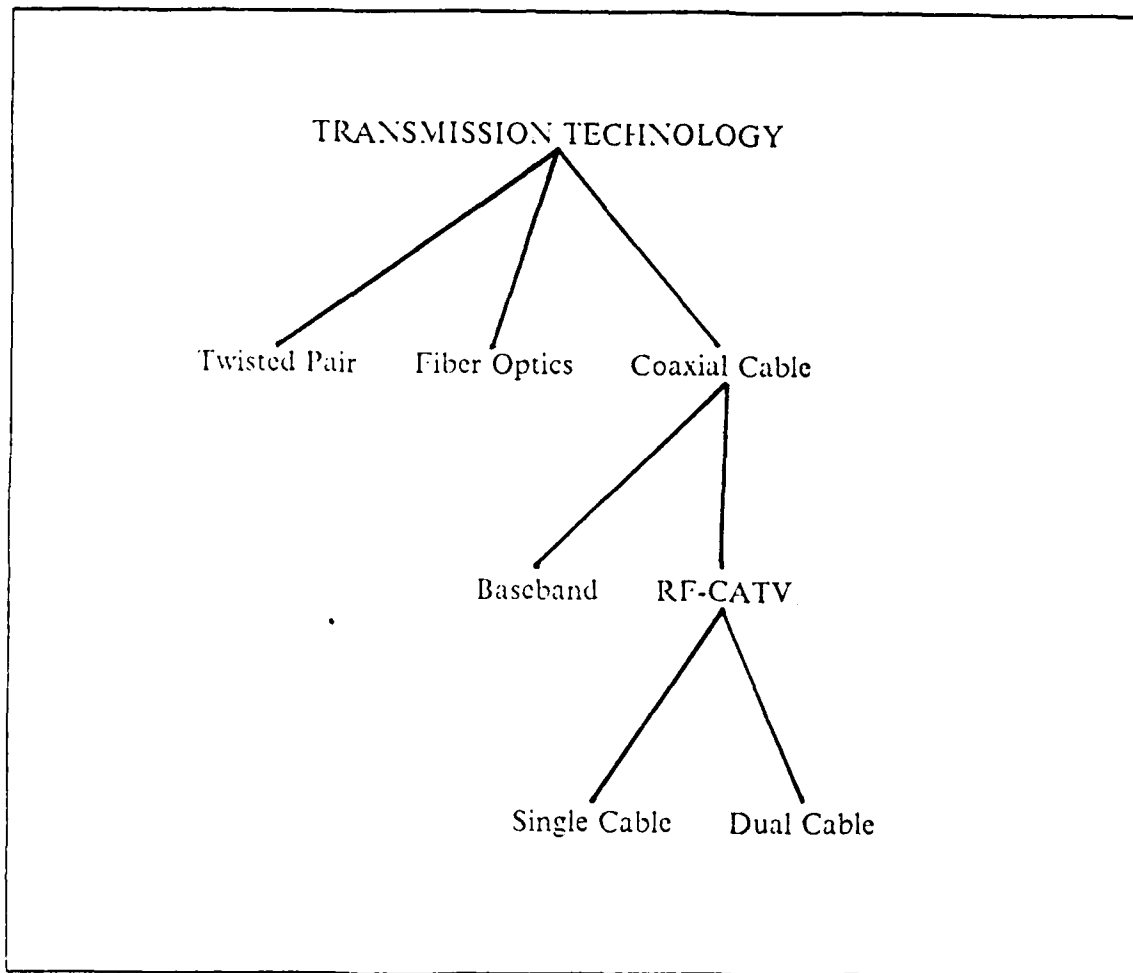 TRANSMISSION TECHNOLOGY
Twisted Pair Fiber Optics Coaxial Cable
Baseband RF-CATV
Single Cable Dual Cable